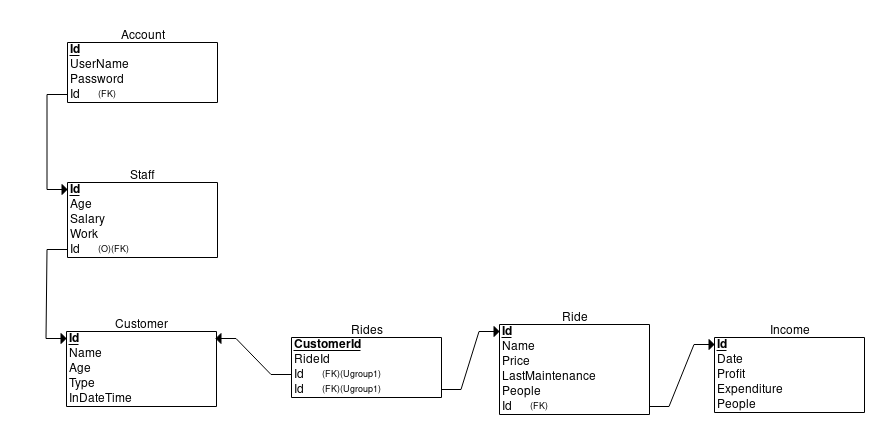 Account
Id
UserName
Password
Id (FK)
Staff
Id
Age
Salary
Work
Id (O)(FK)
Customer
Id
Name
Age
Type
InDateTime
Rides
CustomerId
RideId
Id (FK)(Ugroup1)
Id (FK)(Ugroup1)
Ride
Id
Name
Price
LastMaintenance
People
Id (FK)
Income
Id
Date
Profit
Expenditure
People